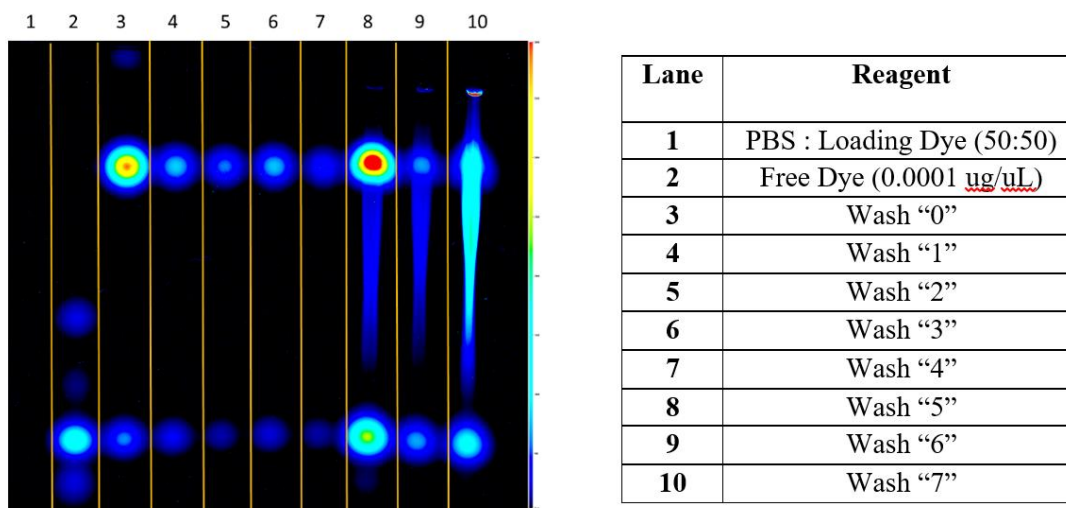 1 2 3 4 5 6 7 8 9 10
Lane Reagent
1 PBS : Loading Dye (50:50)
2 Free Dye (0.0001 ug/uL)
3 Wash “0”
4 Wash “1”
5 Wash “2”
6 Wash “3”
7 Wash “4”
8 Wash “5”
9 Wash “6”
10 Wash “7”